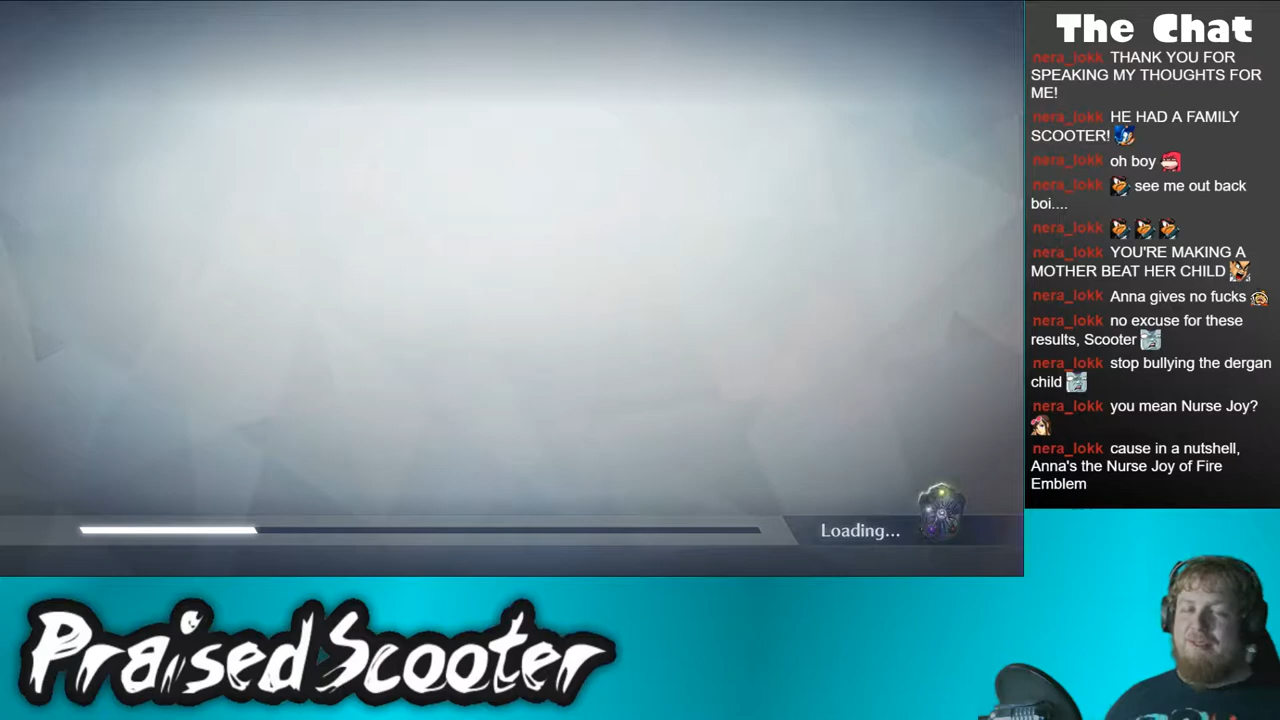 The Chat
nera_lokk THANK YOU FOR
SPEAKING MY THOUGHTS FOR
ME!
nera_lokk HE HAD A FAMILY
SCOOTER!
nera_lokk oh boy
nera_lokk see me out back
boi....
nera_lokk
nera_lokk YOU'RE MAKING A
MOTHER BEAT HER CHILD
nera_lokk Anna gives no fucks
nera_lokk no excuse for these
results, Scooter
nera_lokk stop bullying the dergan
child
nera_lokk you mean Nurse Joy?
nera_lokk cause in a nutshell,
Anna's the Nurse Joy of Fire
Emblem
Loading...
PraisedScooter